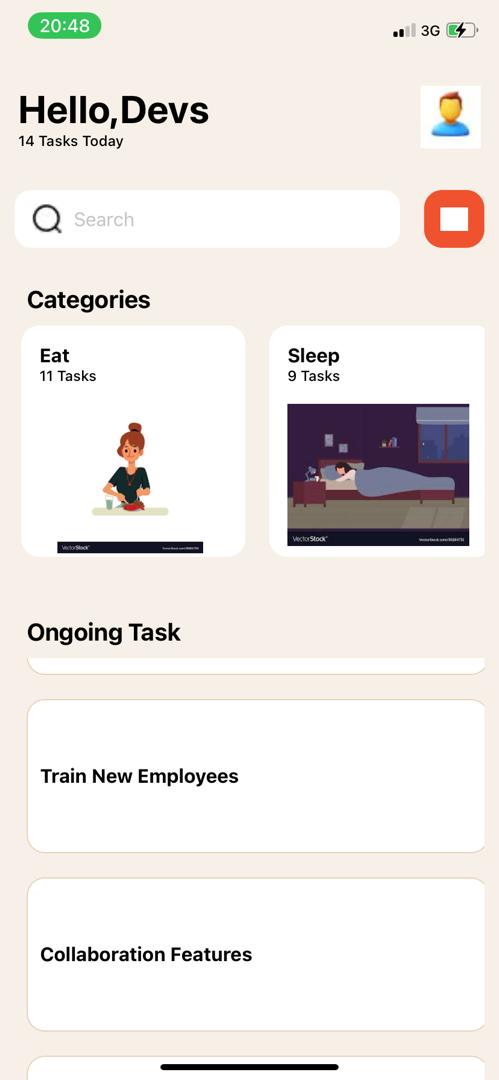 20:48
3G
Hello,Devs
14 Tasks Today
Search
Categories
Eat
11 Tasks
VectorStock
Sleep
9 Tasks
VectorStock
Ongoing Task
Train New Employees
Collaboration Features